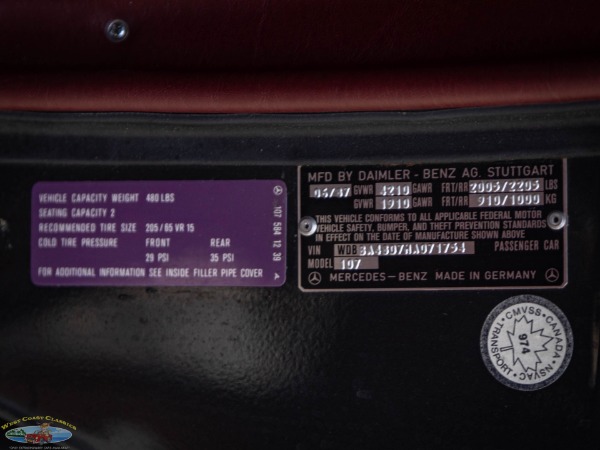 VEHICLE CAPACITY WEIGHT 480 LBS
SEATING CAPACITY 2
RECOMMENDED TIRE SIZE 205/65 VR 15
COLD TIRE PRESSURE FRONT REAR
29 PSI 35 PSI
FOR ADDITIONAL INFORMATION SEE INSIDE FILLER PIPE COVER
107 584 12 39
MFD BY DAIMLER - BENZ AG. STUTTGART
GVWR 4210 GAWR FRT/RR 2005/2205 LBS
GVWR 1910 GAWR FRT/RR 910/1000 KG
THIS VEHICLE CONFORMS TO ALL APPLICABLE FEDERAL MOTOR
VEHICLE SAFETY, BUMPER, AND THEFT PREVENTION STANDARDS
IN EFFECT ON THE DATE OF MANUFACTURE SHOWN ABOVE
VIN WDB PASSENGER CAR
MODEL 107
MERCEDES-BENZ MADE IN GERMANY
CMVSS CANADA NSVAC TRANSPORT
974
WEST COAST CLASSICS